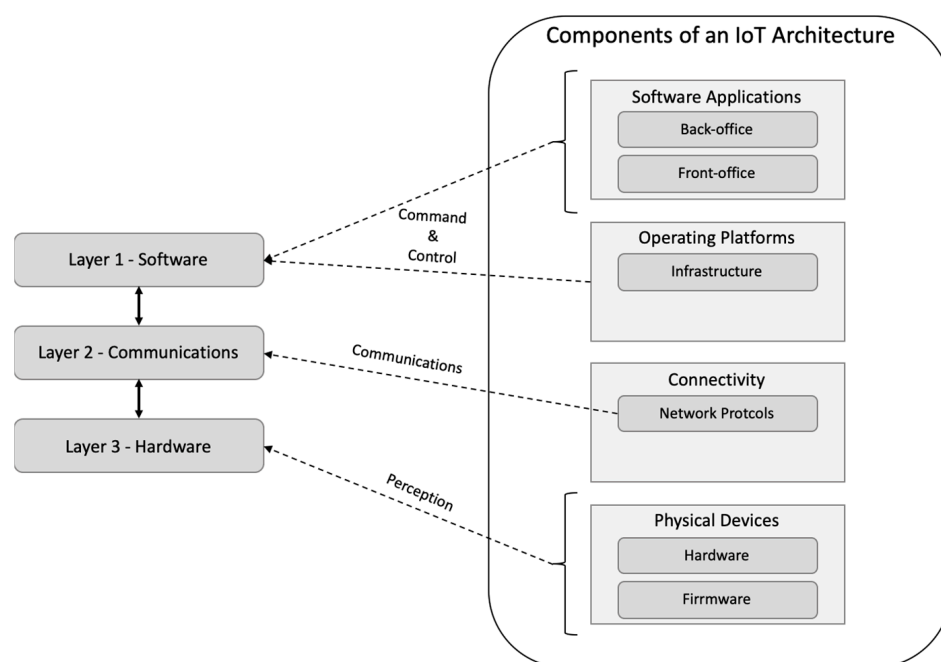 Components of an IoT Architecture
Software Applications
Back-office
Front-office
Command
&
Control
Operating Platforms
Infrastructure
Layer 1 - Software
Layer 2 - Communications
Layer 3 - Hardware
Communications
Connectivity
Network Protcols
Perception
Physical Devices
Hardware
Firrmware